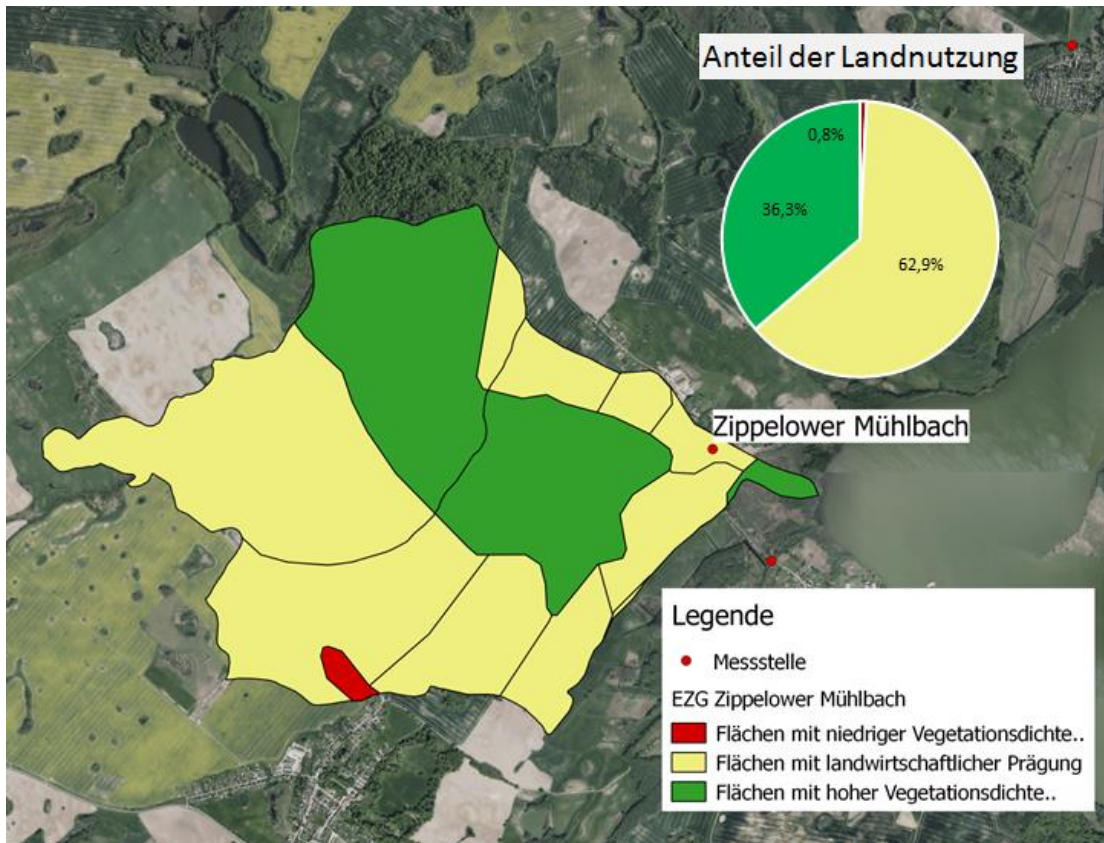 Anteil der Landnutzung
0,8%
36,3%
62,9%
Zippelower Mühlbach
Legende
Messstelle
EZG Zippelower Mühlbach
Flächen mit niedriger Vegetationsdichte..
Flächen mit landwirtschaftlicher Prägung
Flächen mit hoher Vegetationsdichte..